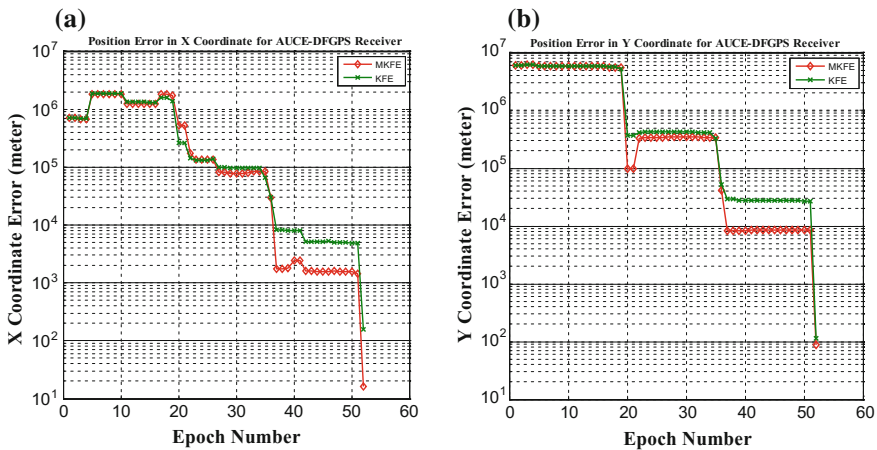 (a)
Position Error in X Coordinate for AUCE-DFGPS Receiver
MKFE
KFE
X Coordinate Error (meter)
10^7
10^6
10^5
10^4
10^3
10^2
10^1
0 10 20 30 40 50 60
Epoch Number
(b)
Position Error in Y Coordinate for AUCE-DFGPS Receiver
MKFE
KFE
Y Coordinate Error (meter)
10^7
10^6
10^5
10^4
10^3
10^2
10^1
0 10 20 30 40 50 60
Epoch Number